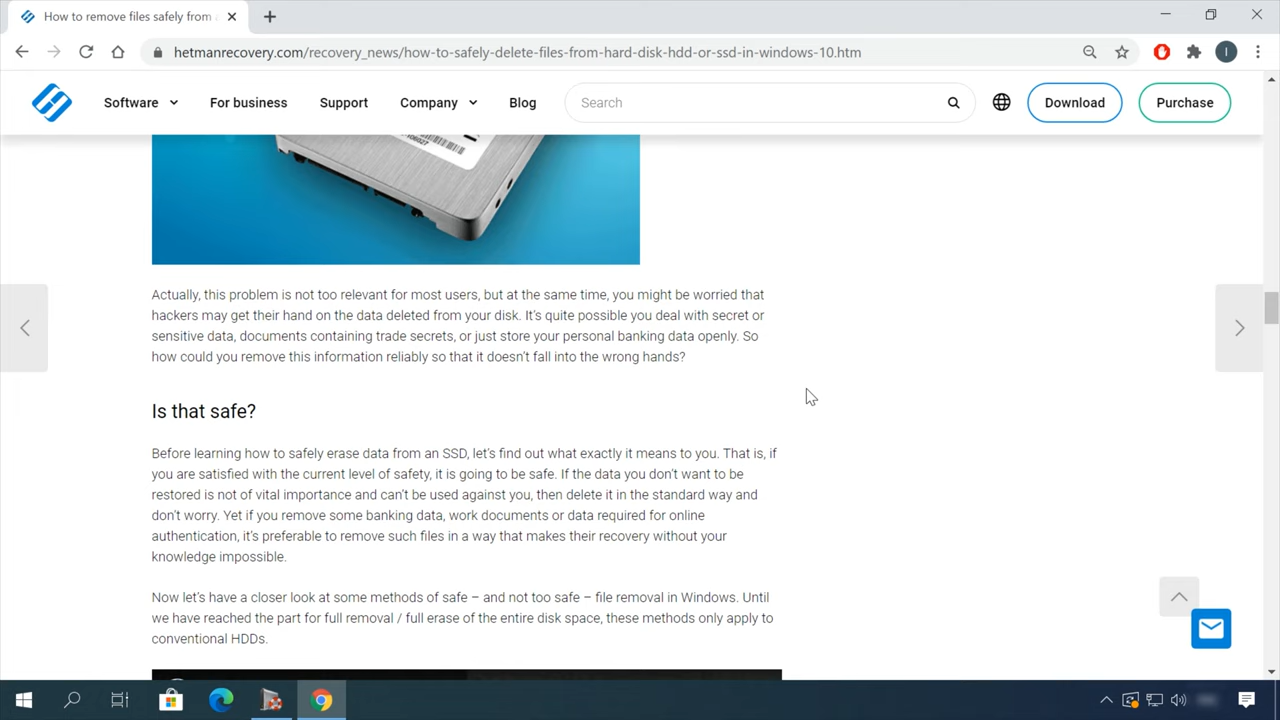 How to remove files safely from
hetmanrecovery.com/recovery_news/how-to-safely-delete-files-from-hard-disk-hdd-or-ssd-in-windows-10.htm
I
Software
For business
Support
Company
Blog
Search
Download
Purchase
Actually, this problem is not too relevant for most users, but at the same time, you might be worried that
hackers may get their hand on the data deleted from your disk. It’s quite possible you deal with secret or
sensitive data, documents containing trade secrets, or just store your personal banking data openly. So
how could you remove this information reliably so that it doesn’t fall into the wrong hands?
Is that safe?
Before learning how to safely erase data from an SSD, let’s find out what exactly it means to you. That is, if
you are satisfied with the current level of safety, it is going to be safe. If the data you don’t want to be
restored is not of vital importance and can’t be used against you, then delete it in the standard way and
don’t worry. Yet if you remove some banking data, work documents or data required for online
authentication, it’s preferable to remove such files in a way that makes their recovery without your
knowledge impossible.
Now let’s have a closer look at some methods of safe – and not too safe – file removal in Windows. Until
we have reached the part for full removal / full erase of the entire disk space, these methods only apply to
conventional HDDs.